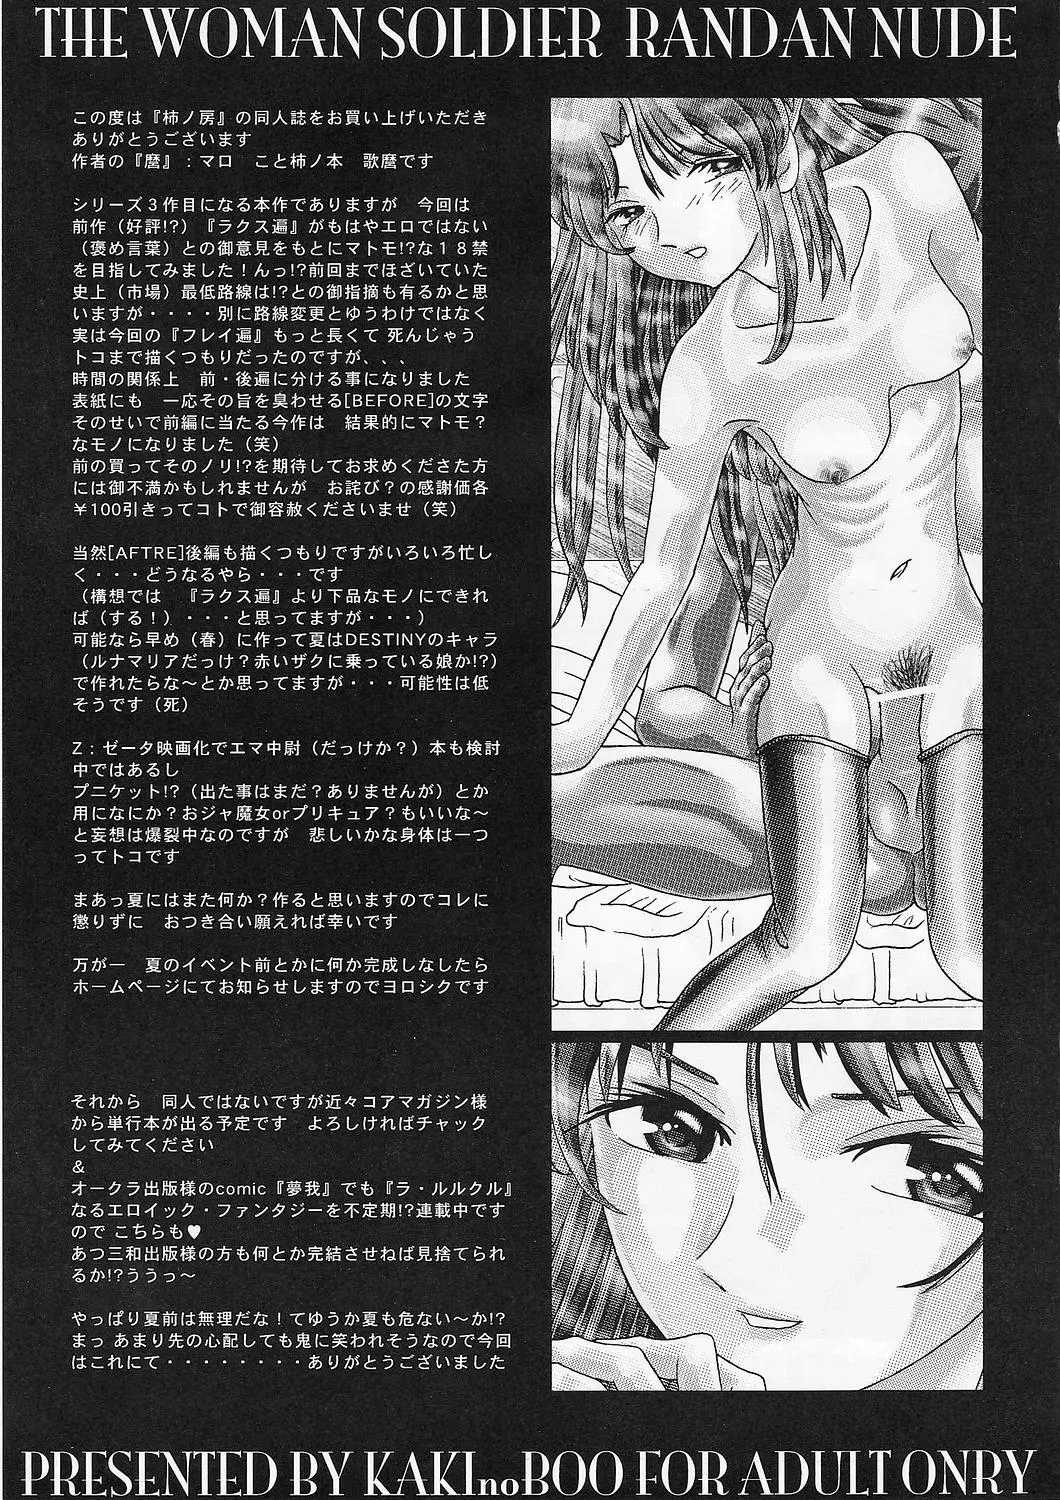 THE WOMAN SOLDIER RANDAN NUDE
この度は『柿ノ房』の同人誌をお買い上げいただき
ありがとうございます
作者の『麿』：マロ　こと柿ノ本　歌麿です
シリーズ３作目になる本作でありますが　今回は
前作（好評!?）『ラクス遍』がもはやエロではない
（褒め言葉）との御意見をもとにマトモ!?な１８禁
を目指してみました！んっ!?前回までほざいていた
史上（市場）最低路線は!?との御指摘も有るかと思
いますが・・・・別に路線変更とゆうわけではなく
実は今回の『フレイ遍』もっと長くて 死んじゃう
トコまで描くつもりだったのですが、、、
時間の関係上　前・後遍に分ける事になりました
表紙にも　一応その旨を臭わせる[BEFORE]の文字
そのせいで前編に当たる今作は　結果的にマトモ？
なモノになりました（笑）
前の買ってそのノリ!?を期待してお求めくださた方
には御不満かもしれませんが　お詫び？の感謝価各
￥100引きってコトで御容赦くださいませ（笑）
当然[AFTRE]後編も描くつもりですがいろいろ忙し
く・・・どうなるやら・・・です
（構想では　『ラクス遍』より下品なモノにできれ
ば（する！）・・・と思ってますが・・・）
可能なら早め（春）に作って夏はDESTINYのキャラ
（ルナマリアだっけ？赤いザクに乗っている娘か!?）
で作れたらな～とか思ってますが・・・可能性は低
そうです（死）
Z：ゼータ映画化でエマ中尉（だっけか？）本も検討
中ではあるし
プニケット!?（出た事はまだ？ありませんが）とか
用になにか？おジャ魔女orプリキュア？もいいな～
と妄想は爆裂中なのですが　悲しいかな身体は一つ
ってトコです
まあっ夏にはまた何か？作ると思いますのでコレに
懲りずに　おつき合い願えれば幸いです
万が一　夏のイベント前とかに何か完成しなしたら
ホームページにてお知らせしますのでヨロシクです
それから　同人ではないですが近々コアマガジン様
から単行本が出る予定です　よろしければチャック
してみてください
&
オークラ出版様のcomic『夢我』でも『ラ・ルルクル』
なるエロイック・ファンタジーを不定期!?連載中です
ので こちらも♥
あつ三和出版様の方も何とか完結させねば見捨てられ
るか!?ううっ～
やっぱり夏前は無理だな！てゆうか夏も危ない～か!?
まっ あまり先の心配しても鬼に笑われそうなので今回
はこれにて・・・・・・・・ありがとうございました
PRESENTED BY KAKInoBOO FOR ADULT ONRY